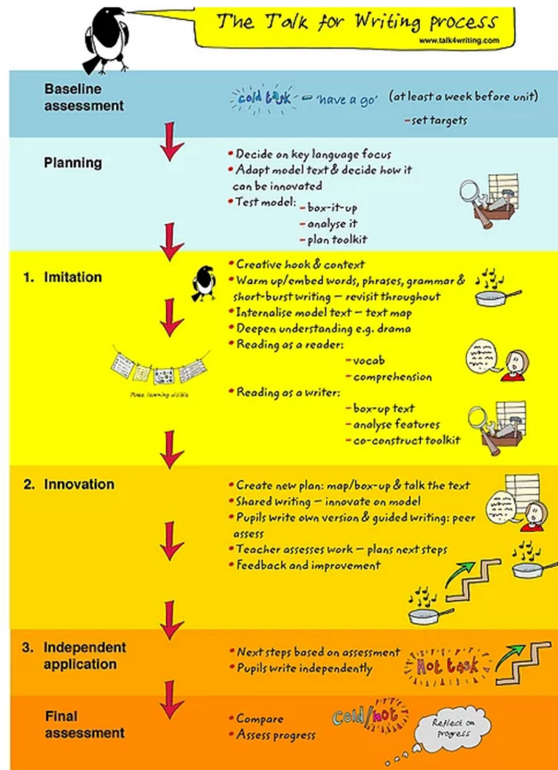 The Talk for Writing process
www.talk4writing.com
Baseline
assessment
cold task – 'have a go' (at least a week before unit)
– set targets
Planning
• Decide on key language focus
• Adapt model text & decide how it
can be innovated
• Test model:
– box-it-up
– analyse it
– plan toolkit
1. Imitation
• Creative hook & context
• Warm up/embed words, phrases, grammar &
short-burst writing – revisit throughout
• Internalise model text – text map
• Deepen understanding e.g. drama
• Reading as a reader:
– vocab
– comprehension
Make learning visible
• Reading as a writer:
– box-up text
– analyse features
– co-construct toolkit
2. Innovation
• Create new plan: map/box-up & talk the text
• Shared writing – innovate on model
• Pupils write own version & guided writing: peer
assess
• Teacher assesses work – plans next steps
• Feedback and improvement
3. Independent
application
• Next steps based on assessment
• Pupils write independently
Hot task
Final
assessment
• Compare
• Assess progress
Cold/hot
Reflect on
progress